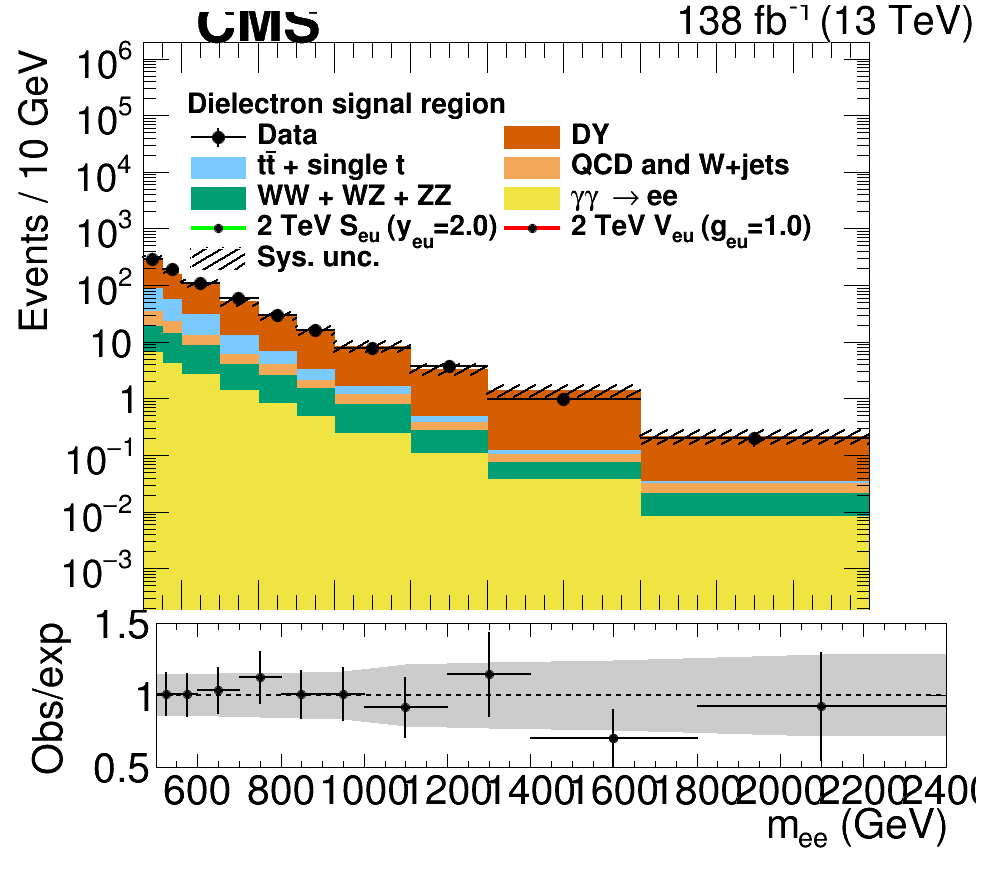 CMS 138 fb⁻¹ (13 TeV)
Events / 10 GeV
10⁶
10⁵
10⁴
10³
10²
10
1
10⁻¹
10⁻²
10⁻³
Dielectron signal region
Data DY
tt̄ + single t QCD and W+jets
WW + WZ + ZZ γγ → ee
2 TeV S_eu (y_eu=2.0) 2 TeV V_eu (g_eu=1.0)
Sys. unc.
Obs/exp
1.5
1
0.5
600 800 1000 1200 1400 1600 1800 2000 2200 2400
m_ee (GeV)